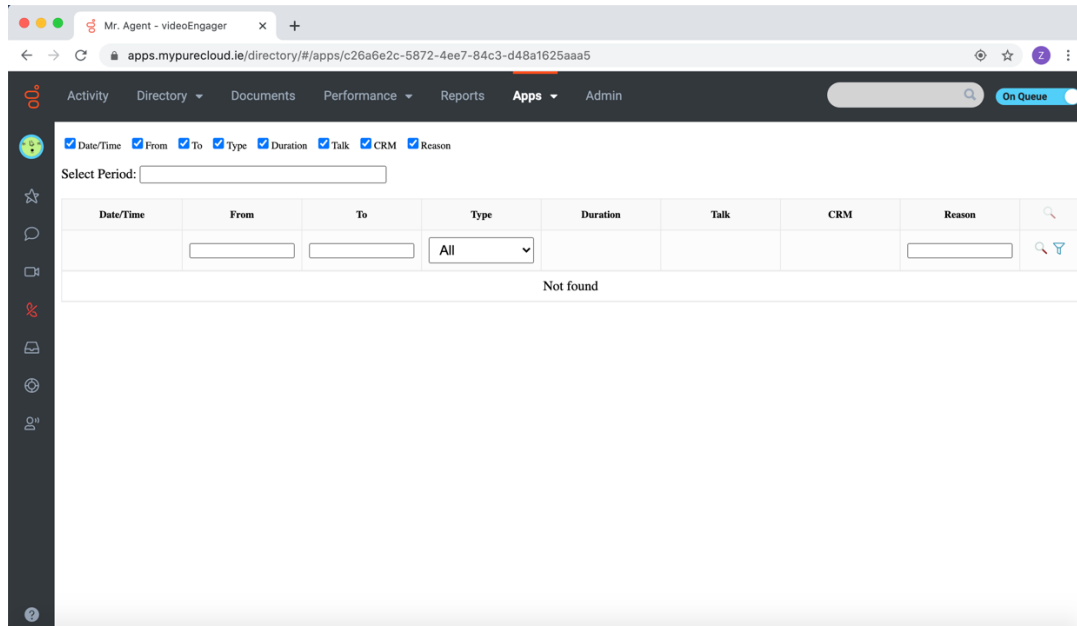 Mr. Agent - videoEngager
apps.mypurecloud.ie/directory/#/apps/c26a6e2c-5872-4ee7-84c3-d48a1625aaa5
Z
Activity Directory Documents Performance Reports Apps Admin On Queue
Date/Time From To Type Duration Talk CRM Reason
Select Period:
Date/Time From To Type Duration Talk CRM Reason
All
Not found